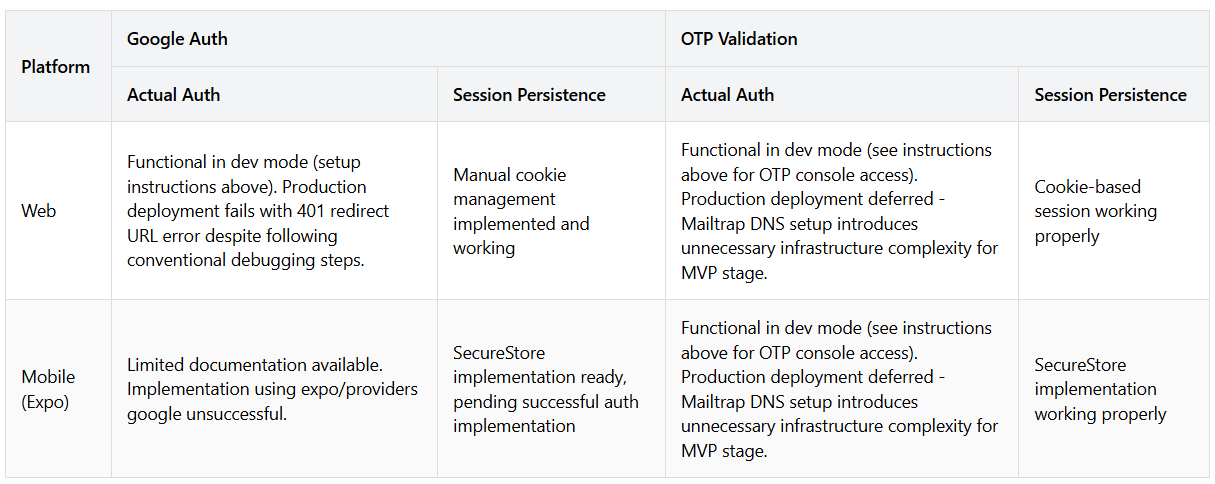 Platform
Google Auth
OTP Validation
Actual Auth
Session Persistence
Actual Auth
Session Persistence
Web
Functional in dev mode (setup
instructions above). Production
deployment fails with 401 redirect
URL error despite following
conventional debugging steps.
Manual cookie
management
implemented and
working
Functional in dev mode (see instructions
above for OTP console access).
Production deployment deferred -
Mailtrap DNS setup introduces
unnecessary infrastructure complexity for
MVP stage.
Cookie-based
session working
properly
Mobile
(Expo)
Limited documentation available.
Implementation using expo/providers
google unsuccessful.
SecureStore
implementation ready,
pending successful auth
implementation
Functional in dev mode (see instructions
above for OTP console access).
Production deployment deferred -
Mailtrap DNS setup introduces
unnecessary infrastructure complexity for
MVP stage.
SecureStore
implementation
working properly